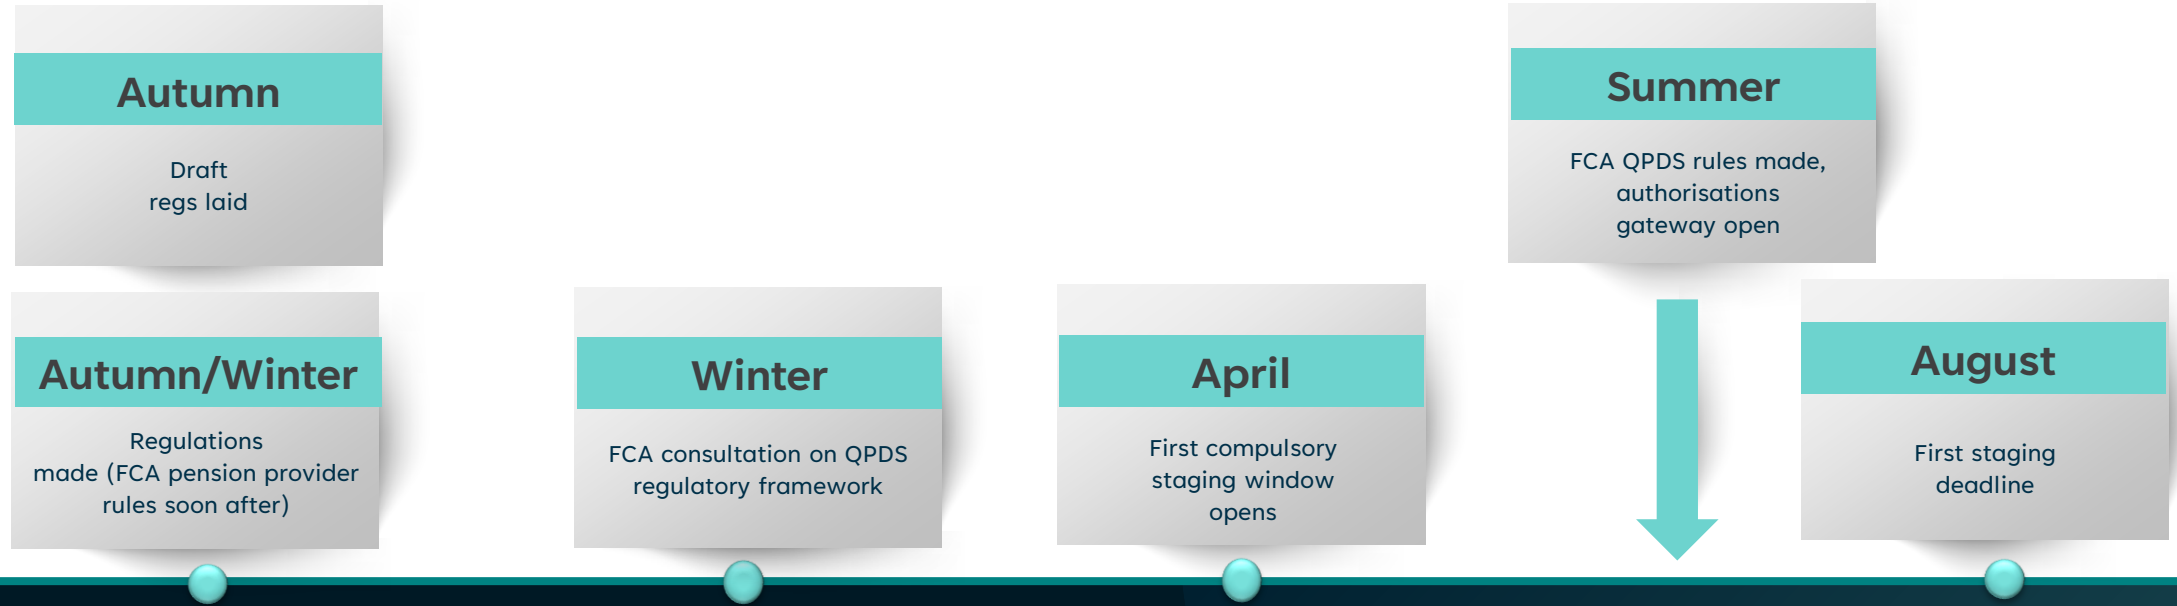 Autumn
Draft
regs laid
Autumn/Winter
Regulations
made (FCA pension provider
rules soon after)
Winter
FCA consultation on QPDS
regulatory framework
April
First compulsory
staging window
opens
Summer
FCA QPDS rules made,
authorisations
gateway open
August
First staging
deadline